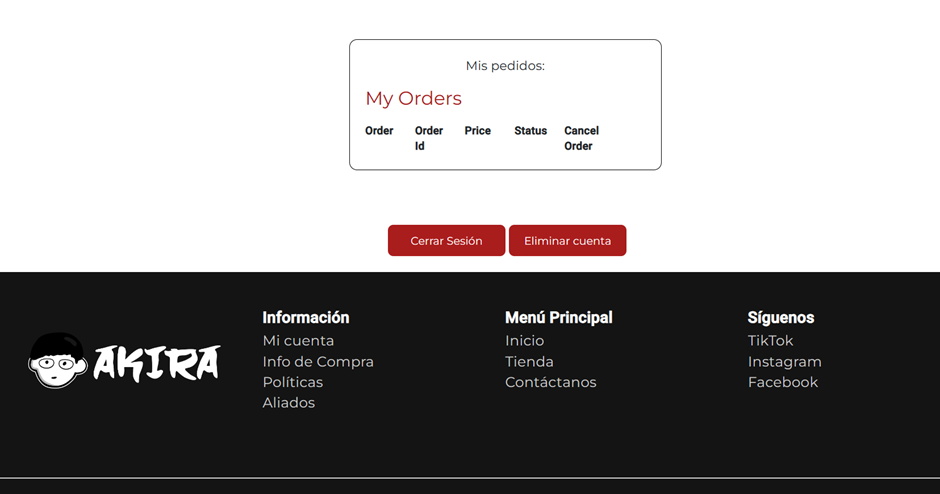 Mis pedidos:
My Orders
Order Order Id Price Status Cancel Order
Cerrar Sesión Eliminar cuenta
AKIRA
Información
Mi cuenta
Info de Compra
Políticas
Aliados
Menú Principal
Inicio
Tienda
Contáctanos
Síguenos
TikTok
Instagram
Facebook